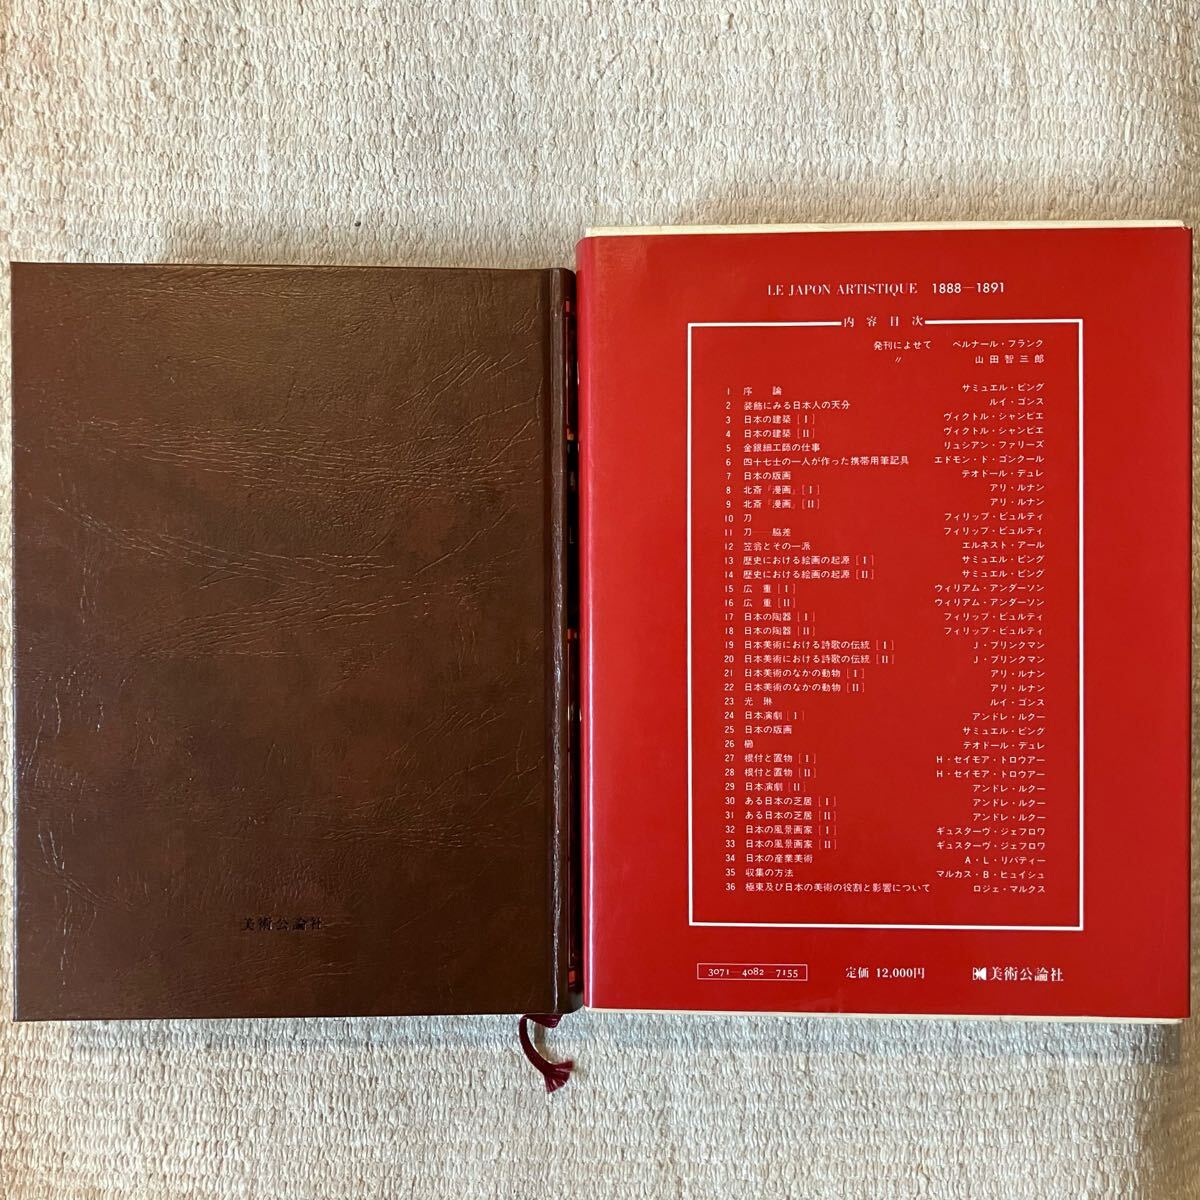 美術公論社
LE JAPON ARTISTIQUE 1888—1891
内容目次
発刊によせて ベルナール・フランク
〃 山田智三郎
1 序論 サミュエル・ビング
2 装飾にみる日本人の天分 ルイ・ゴンス
3 日本の建築[I] ヴィクトル・シャンピエ
4 日本の建築[II] ヴィクトル・シャンピエ
5 金銀細工師の仕事 リュシアン・ファリーズ
6 四十七士の一人が作った携帯用筆記具 エドモン・ド・ゴンクール
7 日本の版画 テオドール・デュレ
8 北斎「漫画」[I] アリ・ルナン
9 北斎「漫画」[II] アリ・ルナン
10 刀 フィリップ・ビュルティ
11 刀——脇差 フィリップ・ビュルティ
12 笠翁とその一派 エルネスト・アール
13 歴史における絵画の起源[I] サミュエル・ビング
14 歴史における絵画の起源[II] サミュエル・ビング
15 広重[I] ウィリアム・アンダーソン
16 広重[II] ウィリアム・アンダーソン
17 日本の陶器[I] フィリップ・ビュルティ
18 日本の陶器[II] フィリップ・ビュルティ
19 日本美術における詩歌の伝統[I] J・ブリンクマン
20 日本美術における詩歌の伝統[II] J・ブリンクマン
21 日本美術のなかの動物[I] アリ・ルナン
22 日本美術のなかの動物[II] アリ・ルナン
23 光琳 ルイ・ゴンス
24 日本演劇[I] アンドレ・ルクー
25 日本の版画 サミュエル・ビング
26 櫛 テオドール・デュレ
27 根付と置物[I] H・セイモア・トロウアー
28 根付と置物[II] H・セイモア・トロウアー
29 日本演劇[II] アンドレ・ルクー
30 ある日本の芝居[I] アンドレ・ルクー
31 ある日本の芝居[II] アンドレ・ルクー
32 日本の風景画家[I] ギュスターヴ・ジェフロワ
33 日本の風景画家[II] ギュスターヴ・ジェフロワ
34 日本の産業美術 A・L・リバティー
35 収集の方法 マルカス・B・ヒュイシュ
36 極東及び日本の美術の役割と影響について ロジェ・マルクス
3071—4082—7155
定価 12,000円
美術公論社